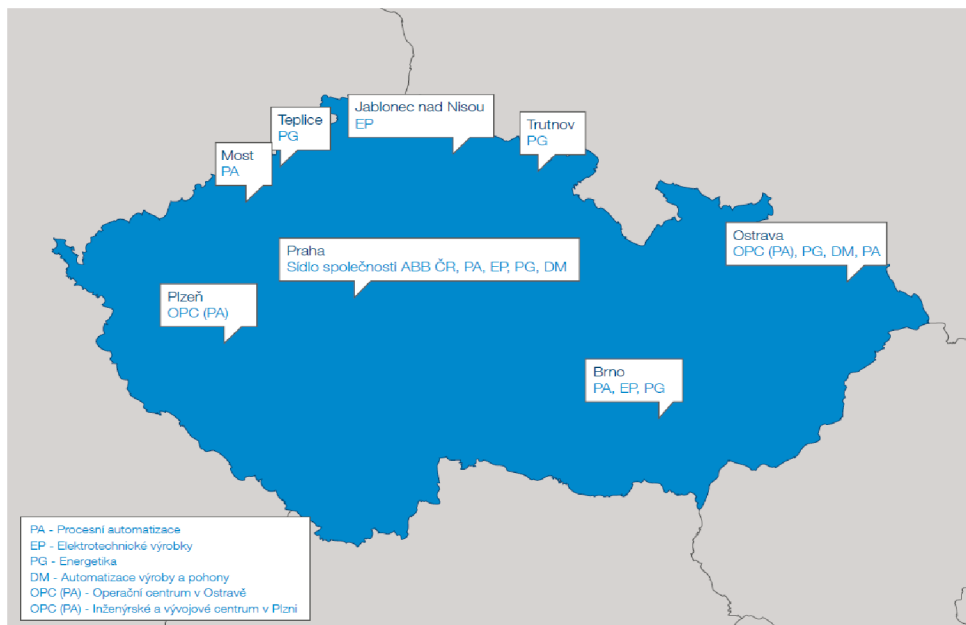 Jablonec nad Nisou
EP
Teplice
PG
Trutnov
PG
Most
PA
Ostrava
OPC (PA), PG, DM, PA
Praha
Sídlo společnosti ABB ČR, PA, EP, PG, DM
Plzeň
OPC (PA)
Brno
PA, EP, PG
PA - Procesní automatizace
EP - Elektrotechnické výrobky
PG - Energetika
DM - Automatizace výroby a pohony
OPC (PA) - Operační centrum v Ostravě
OPC (PA) - Inženýrské a vývojové centrum v Plzni